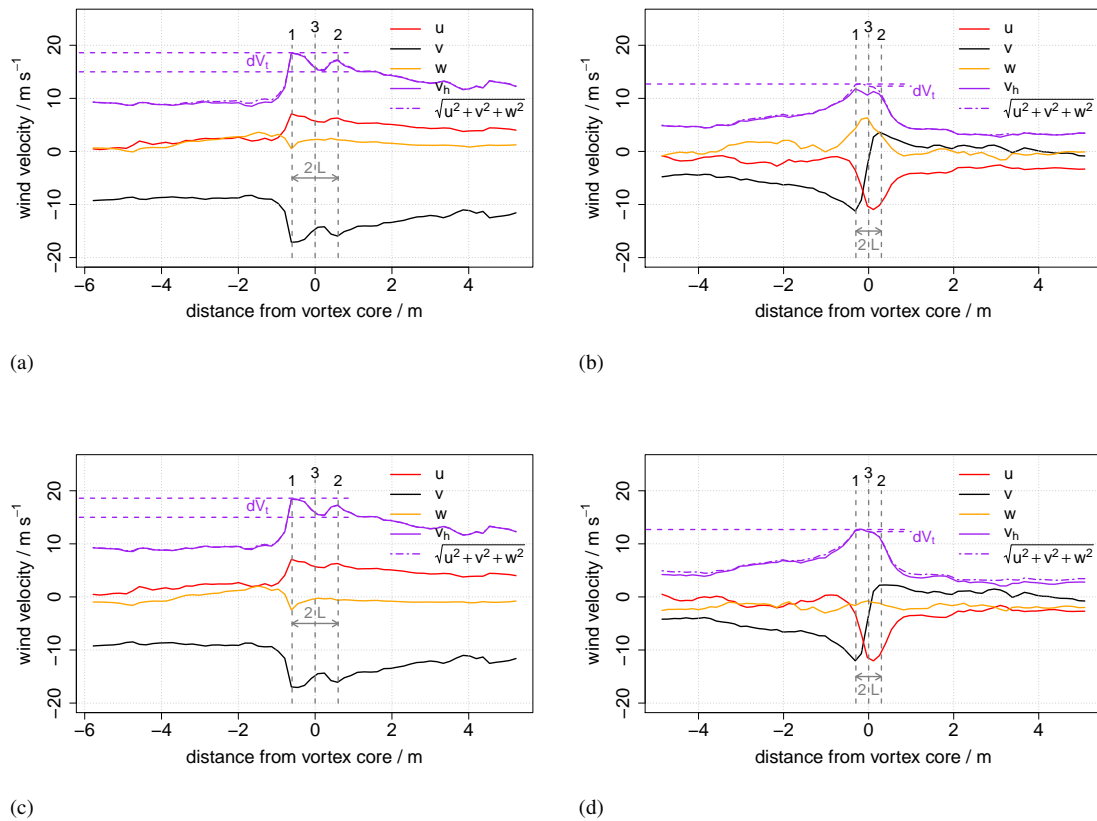 3
1 2
u
v
w
v_h
√u² + v² + w²
dV_t
2 L
wind velocity / m s⁻¹
20
10
0
−10
−20
−6 −4 −2 0 2 4
distance from vortex core / m
(a)
3
1 2
u
v
w
v_h
√u² + v² + w²
dV_t
2 L
wind velocity / m s⁻¹
20
10
0
−10
−20
−4 −2 0 2 4
distance from vortex core / m
(b)
3
1 2
u
v
w
v_h
√u² + v² + w²
dV_t
2 L
wind velocity / m s⁻¹
20
10
0
−10
−20
−6 −4 −2 0 2 4
distance from vortex core / m
(c)
3
1 2
u
v
w
v_h
√u² + v² + w²
dV_t
2 L
wind velocity / m s⁻¹
20
10
0
−10
−20
−4 −2 0 2 4
distance from vortex core / m
(d)